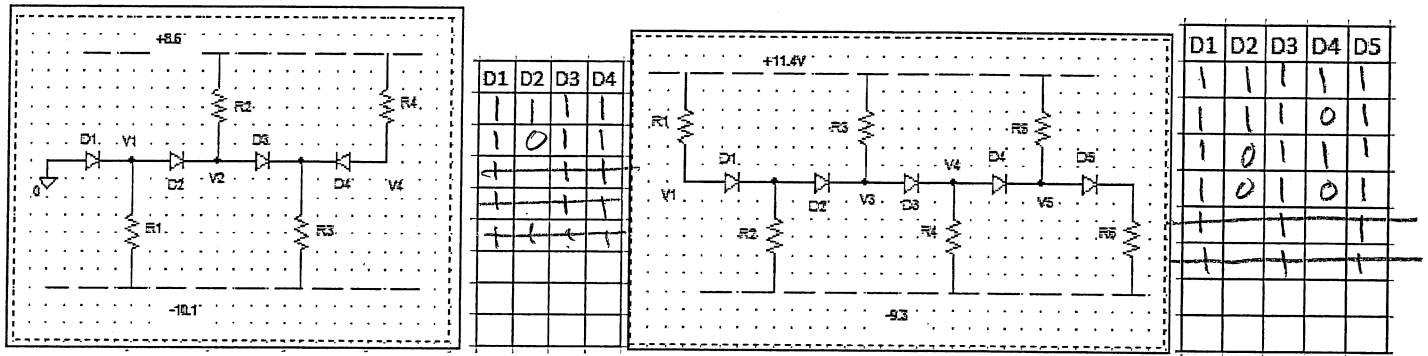 +8.6
R2
R4
D1 V1 D3
0 D2 V2 D4 V4
R1 R3
-10.1
D1 D2 D3 D4
1 1 1 1
1 0 1 1
+11.4V
R1 R3 R5
D1 V4 D4 D5
V1 D2 V3 D3 V5
R2 R4 R6
-9.3
D1 D2 D3 D4 D5
1 1 1 1 1
1 1 1 0 1
1 0 1 1 1
1 0 1 0 1